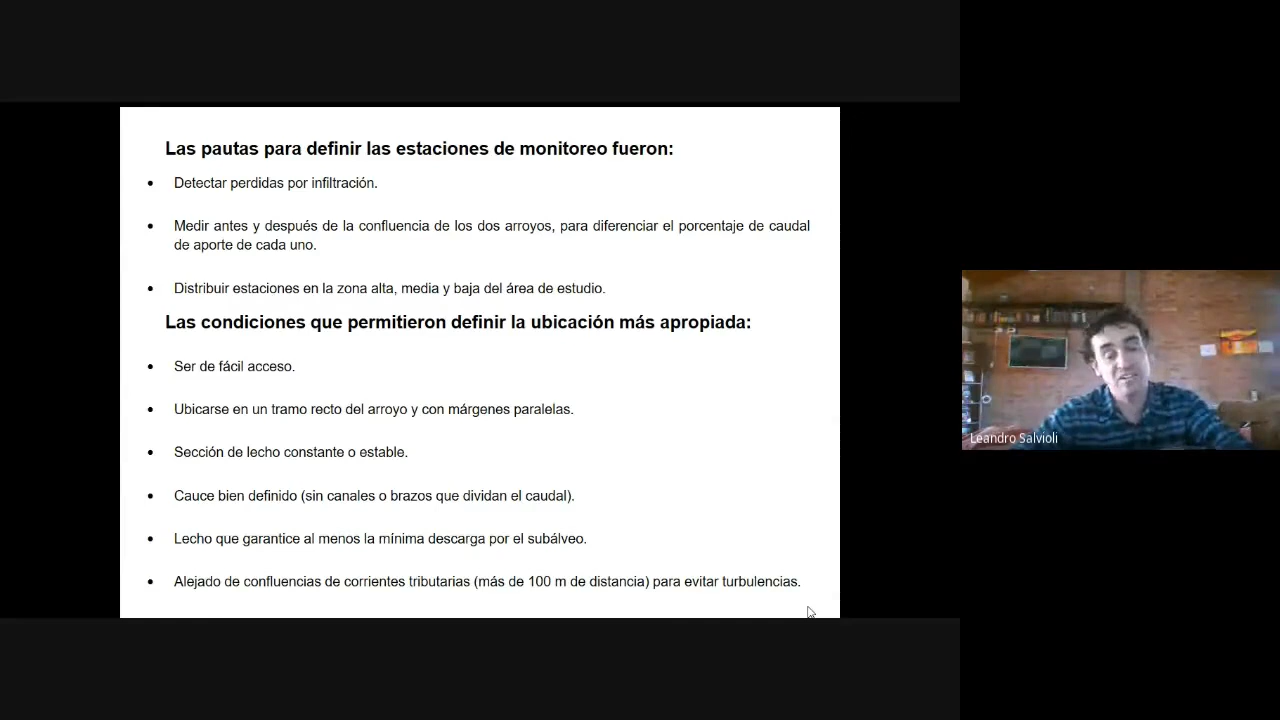 Las pautas para definir las estaciones de monitoreo fueron:
• Detectar perdidas por infiltración.
• Medir antes y después de la confluencia de los dos arroyos, para diferenciar el porcentaje de caudal
de aporte de cada uno.
• Distribuir estaciones en la zona alta, media y baja del área de estudio.
Las condiciones que permitieron definir la ubicación más apropiada:
• Ser de fácil acceso.
• Ubicarse en un tramo recto del arroyo y con márgenes paralelas.
• Sección de lecho constante o estable.
• Cauce bien definido (sin canales o brazos que dividan el caudal).
• Lecho que garantice al menos la mínima descarga por el subálveo.
• Alejado de confluencias de corrientes tributarias (más de 100 m de distancia) para evitar turbulencias.
Leandro Salvioli